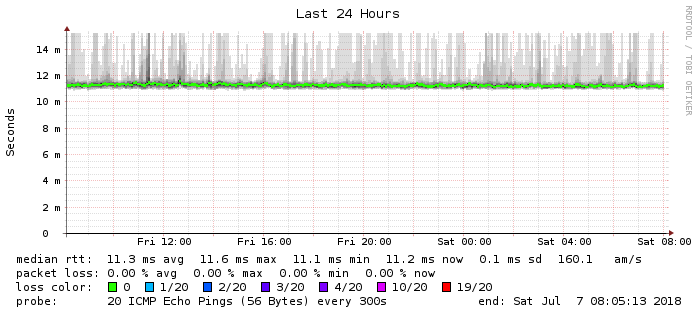 Last 24 Hours
RRDTOOL / TOBI OETIKER
Seconds
14 m
12 m
10 m
8 m
6 m
4 m
2 m
0
Fri 12:00 Fri 16:00 Fri 20:00 Sat 00:00 Sat 04:00 Sat 08:00
median rtt: 11.3 ms avg 11.6 ms max 11.1 ms min 11.2 ms now 0.1 ms sd 160.1 am/s
packet loss: 0.00 % avg 0.00 % max 0.00 % min 0.00 % now
loss color: 0 1/20 2/20 3/20 4/20 10/20 19/20
probe: 20 ICMP Echo Pings (56 Bytes) every 300s end: Sat Jul 7 08:05:13 2018